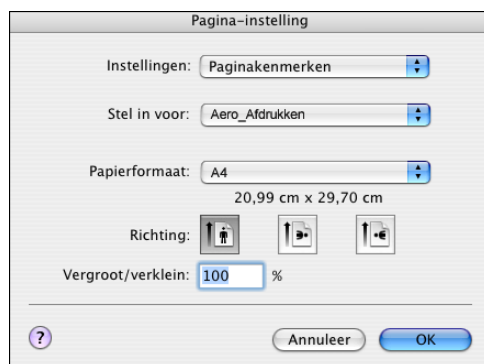 Pagina-instelling
Instellingen: Paginakenmerken
Stel in voor: Aero_Afdrukken
Papierformaat: A4
20,99 cm x 29,70 cm
Richting:
Vergroot/verklein: 100 %
? Annuleer OK